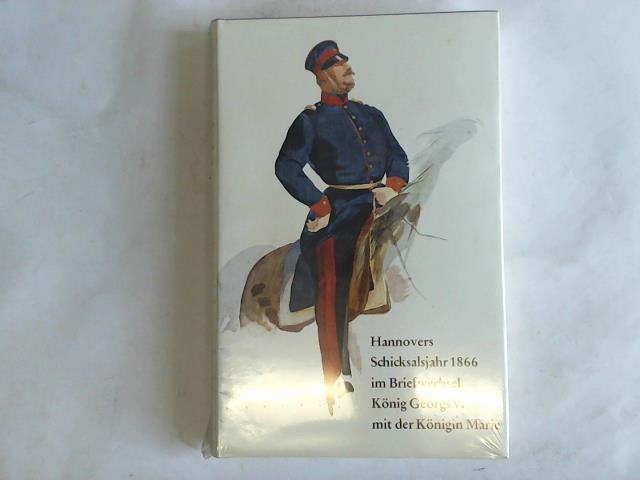 Hannovers
Schicksalsjahr 1866
im Briefwechsel
König Georgs V.
mit der Königin Marie